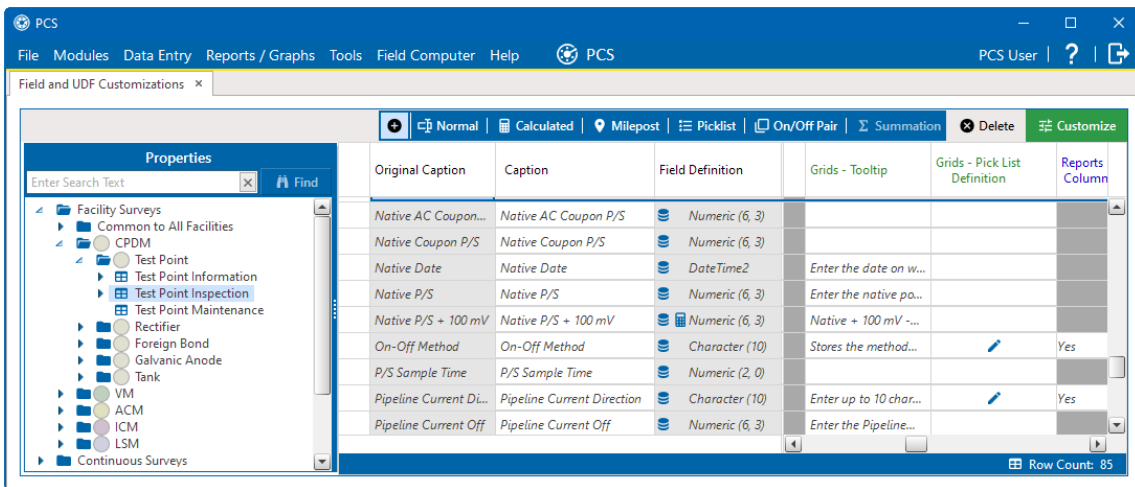 PCS
File Modules Data Entry Reports / Graphs Tools Field Computer Help PCS PCS User | ? |
Field and UDF Customizations ×
Normal | Calculated | Milepost | Picklist | On/Off Pair | Σ Summation Delete Customize
Properties
Enter Search Text × Find
Facility Surveys
Common to All Facilities
CPDM
Test Point
Test Point Information
Test Point Inspection
Test Point Maintenance
Rectifier
Foreign Bond
Galvanic Anode
Tank
VM
ACM
ICM
LSM
Continuous Surveys
Original Caption Caption Field Definition Grids - Tooltip Grids - Pick List Definition Reports Column
Native AC Coupon... Native AC Coupon P/S Numeric (6, 3)
Native Coupon P/S Native Coupon P/S Numeric (6, 3)
Native Date Native Date DateTime2 Enter the date on w...
Native P/S Native P/S Numeric (6, 3) Enter the native po...
Native P/S + 100 mV Native P/S + 100 mV Numeric (6, 3) Native + 100 mV -...
On-Off Method On-Off Method Character (10) Stores the method... Yes
P/S Sample Time P/S Sample Time Numeric (2, 0)
Pipeline Current Di... Pipeline Current Direction Character (10) Enter up to 10 char... Yes
Pipeline Current Off Pipeline Current Off Numeric (6, 3) Enter the Pipeline...
Row Count: 85